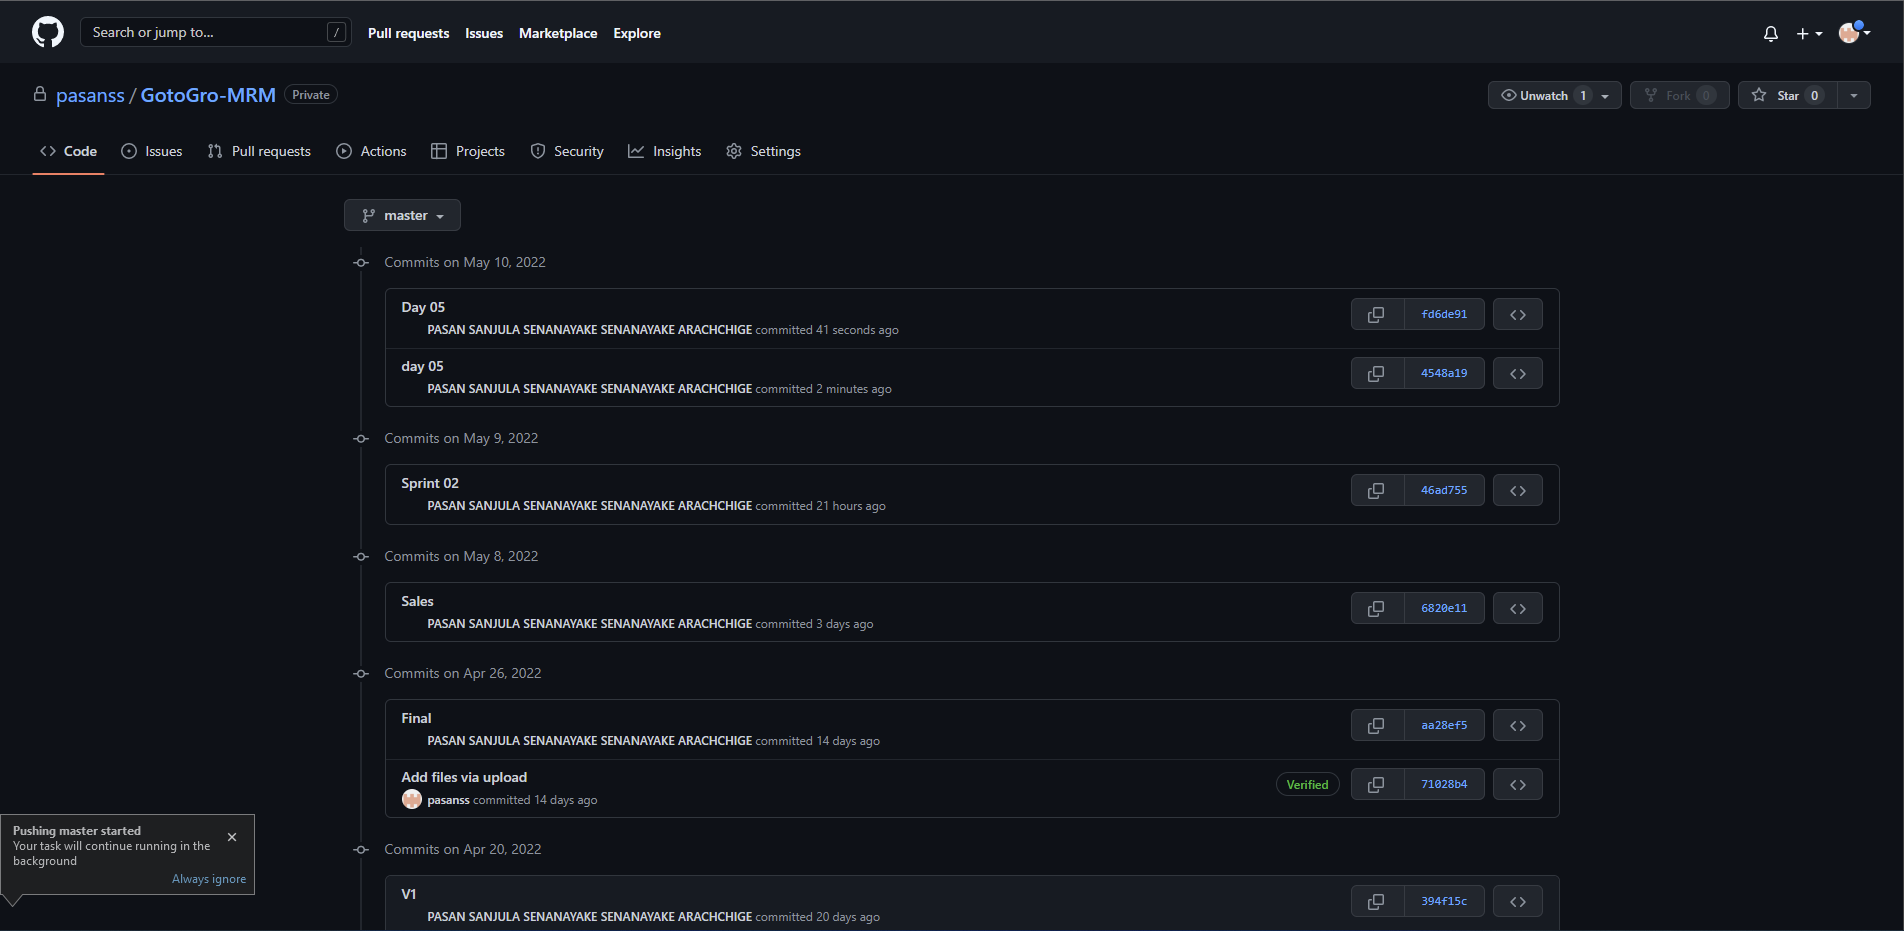 Search or jump to... /
Pull requests Issues Marketplace Explore
pasanss / GotoGro-MRM Private
Unwatch 1 Fork 0 Star 0
Code Issues Pull requests Actions Projects Security Insights Settings
master
Commits on May 10, 2022
Day 05
PASAN SANJULA SENANAYAKE SENANAYAKE ARACHCHIGE committed 41 seconds ago
fd6de91
day 05
PASAN SANJULA SENANAYAKE SENANAYAKE ARACHCHIGE committed 2 minutes ago
4548a19
Commits on May 9, 2022
Sprint 02
PASAN SANJULA SENANAYAKE SENANAYAKE ARACHCHIGE committed 21 hours ago
46ad755
Commits on May 8, 2022
Sales
PASAN SANJULA SENANAYAKE SENANAYAKE ARACHCHIGE committed 3 days ago
6820e11
Commits on Apr 26, 2022
Final
PASAN SANJULA SENANAYAKE SENANAYAKE ARACHCHIGE committed 14 days ago
aa28ef5
Add files via upload
pasanss committed 14 days ago
Verified 71028b4
Commits on Apr 20, 2022
V1
PASAN SANJULA SENANAYAKE SENANAYAKE ARACHCHIGE committed 20 days ago
394f15c
Pushing master started
Your task will continue running in the
background
Always ignore